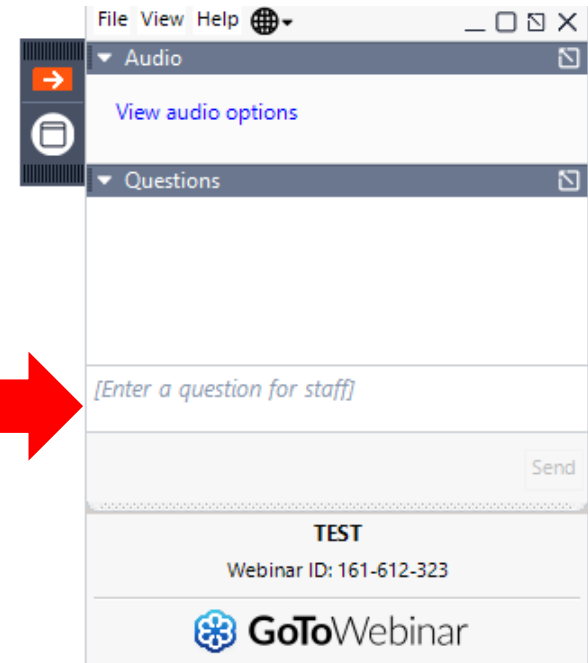 File View Help
Audio
View audio options
Questions
[Enter a question for staff]
Send
TEST
Webinar ID: 161-612-323
GoToWebinar